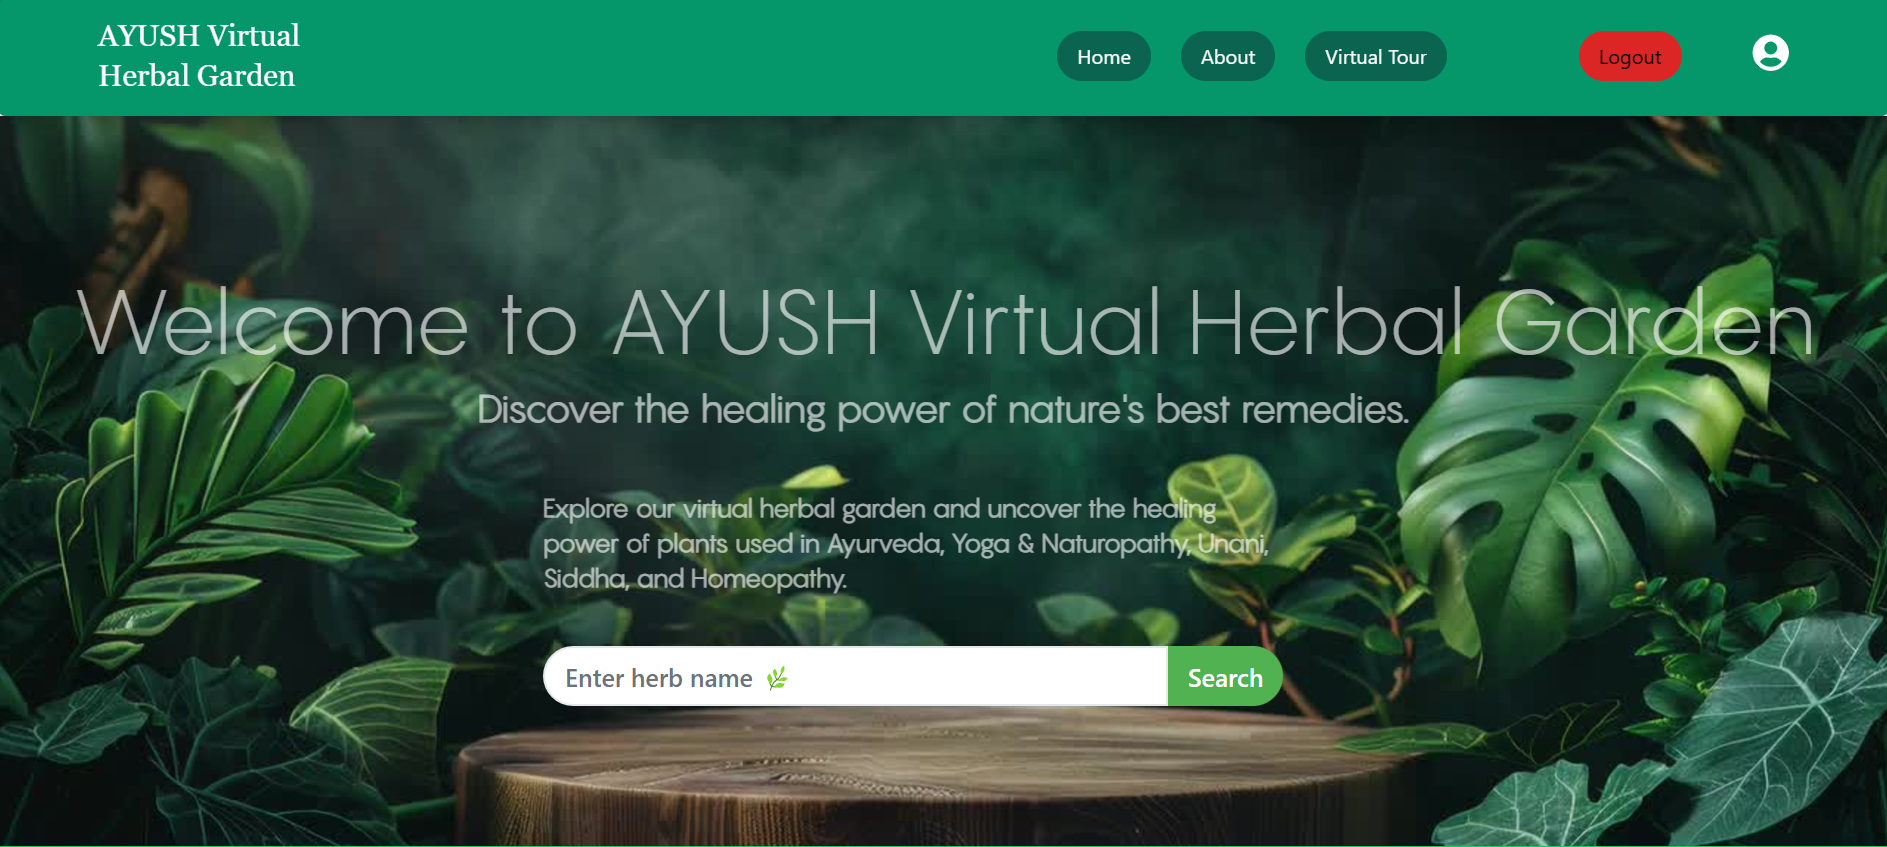 AYUSH Virtual
Herbal Garden
Home
About
Virtual Tour
Logout
Welcome to AYUSH Virtual Herbal Garden
Discover the healing power of nature's best remedies.
Explore our virtual herbal garden and uncover the healing
power of plants used in Ayurveda, Yoga & Naturopathy, Unani,
Siddha, and Homeopathy.
Enter herb name 🌿
Search